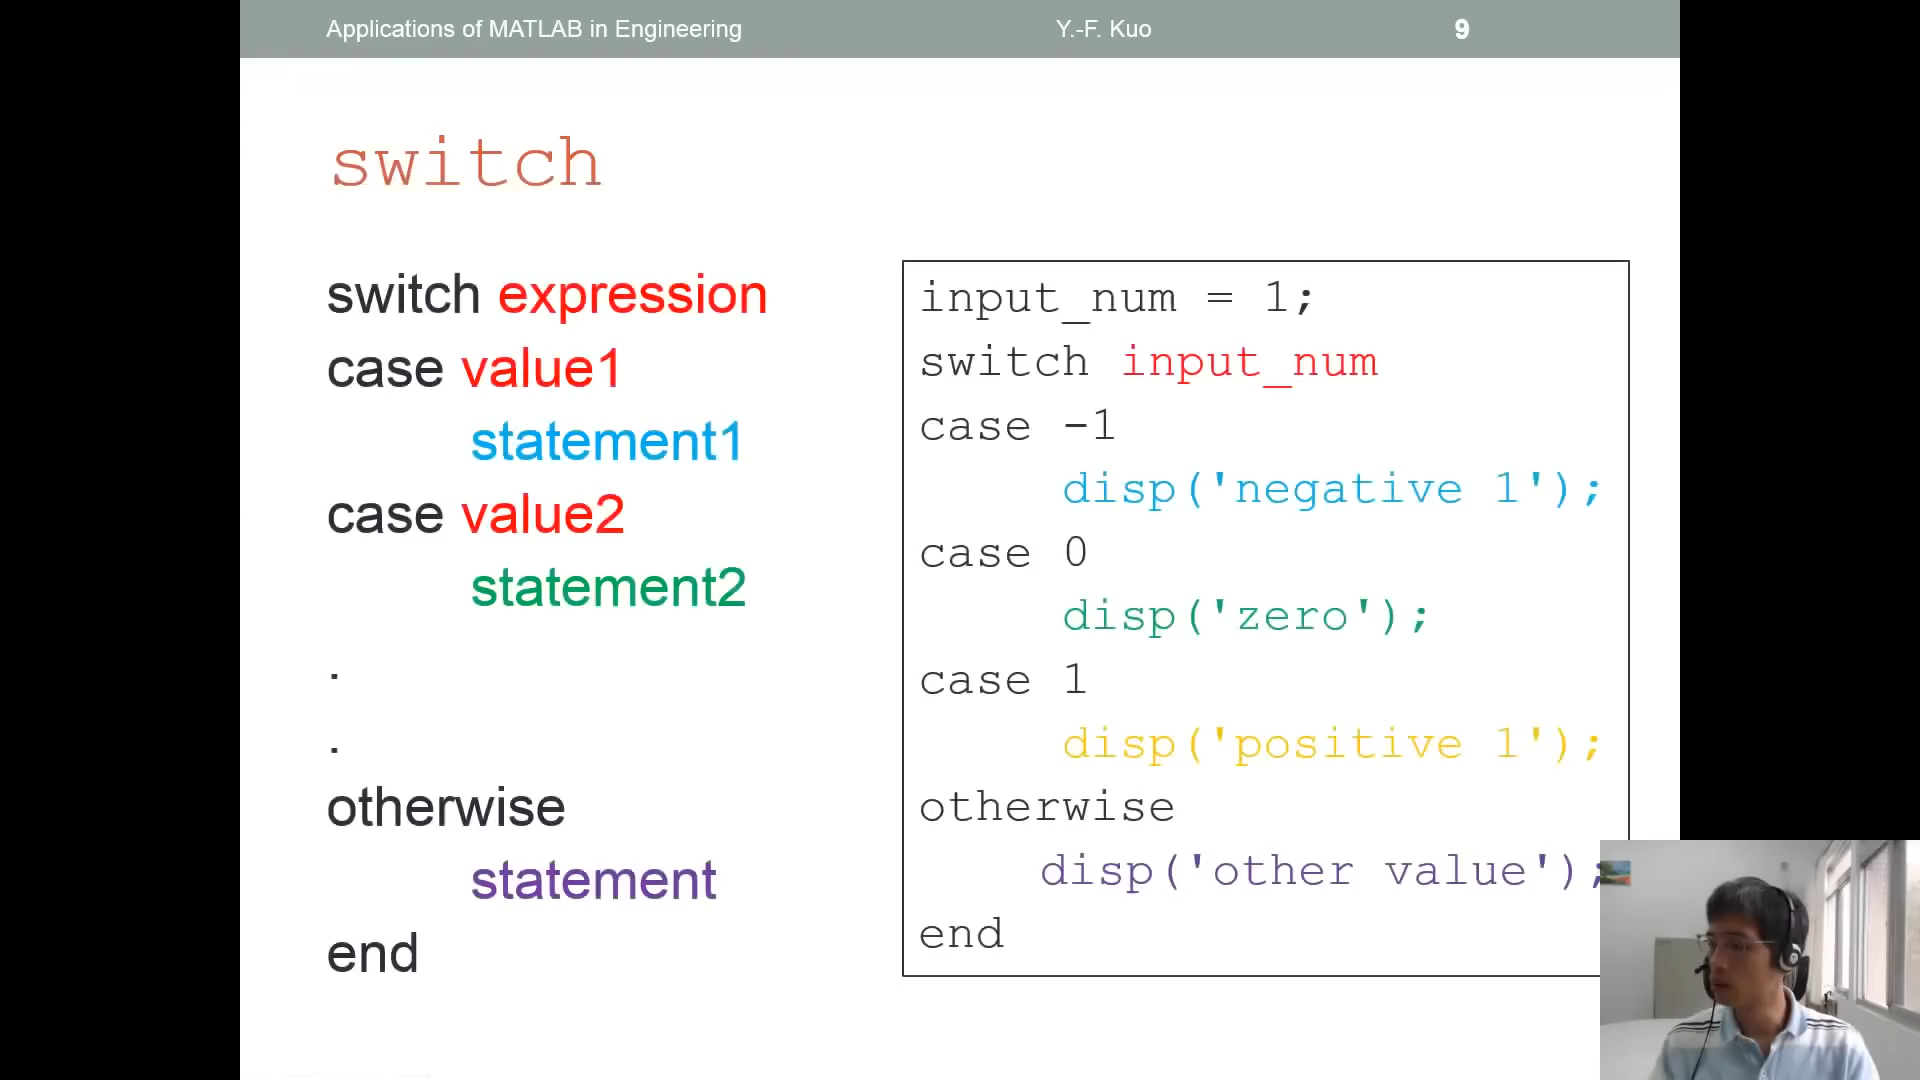 Applications of MATLAB in Engineering
Y.-F. Kuo
9
switch
switch expression
case value1
statement1
case value2
statement2
.
.
otherwise
statement
end
input_num = 1;
switch input_num
case -1
disp('negative 1');
case 0
disp('zero');
case 1
disp('positive 1');
otherwise
disp('other value');
end